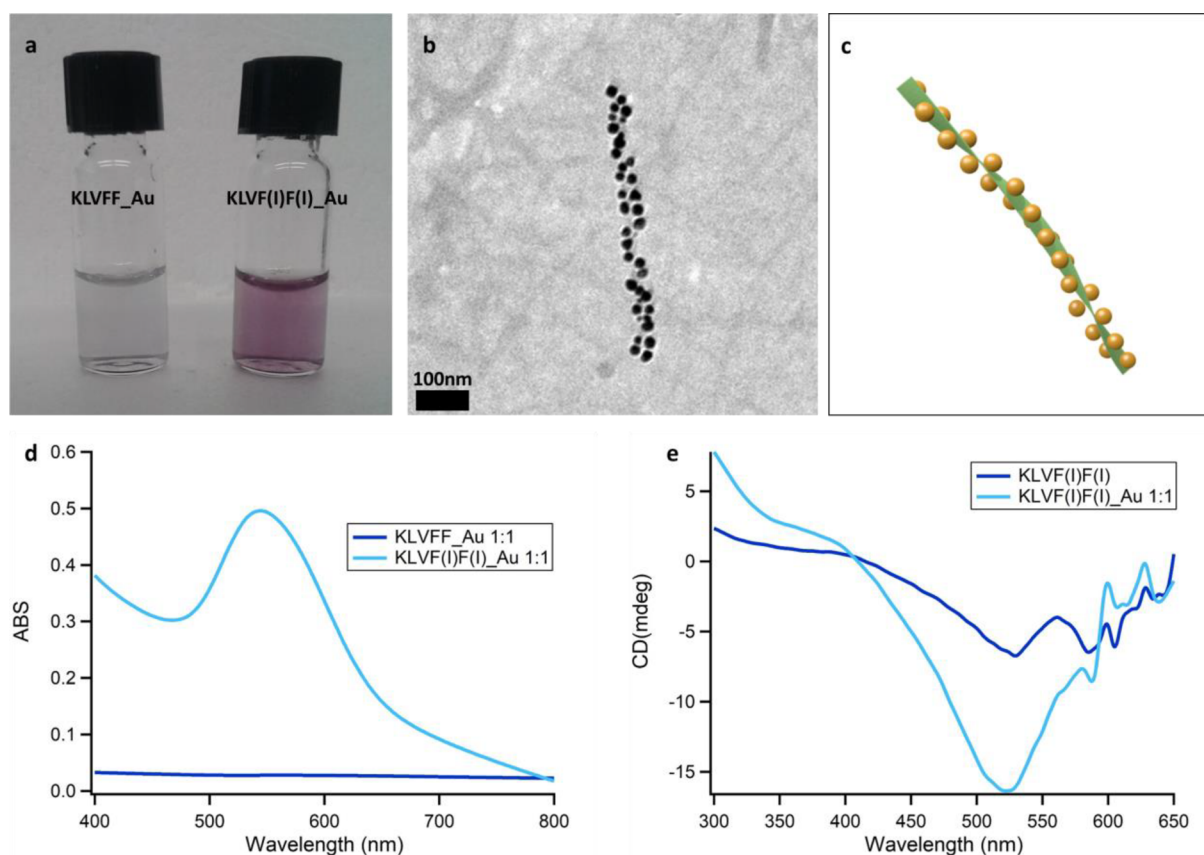 a
KLVFF_Au
KLVF(I)F(I)_Au
b
100nm
c
d
0.6
0.5
0.4
0.3
0.2
0.1
0.0
ABS
KLVFF_Au 1:1
KLVF(I)F(I)_Au 1:1
400
500
600
700
800
Wavelength (nm)
e
5
0
-5
-10
-15
CD(mdeg)
KLVF(I)F(I)
KLVF(I)F(I)_Au 1:1
300
350
400
450
500
550
600
650
Wavelength (nm)